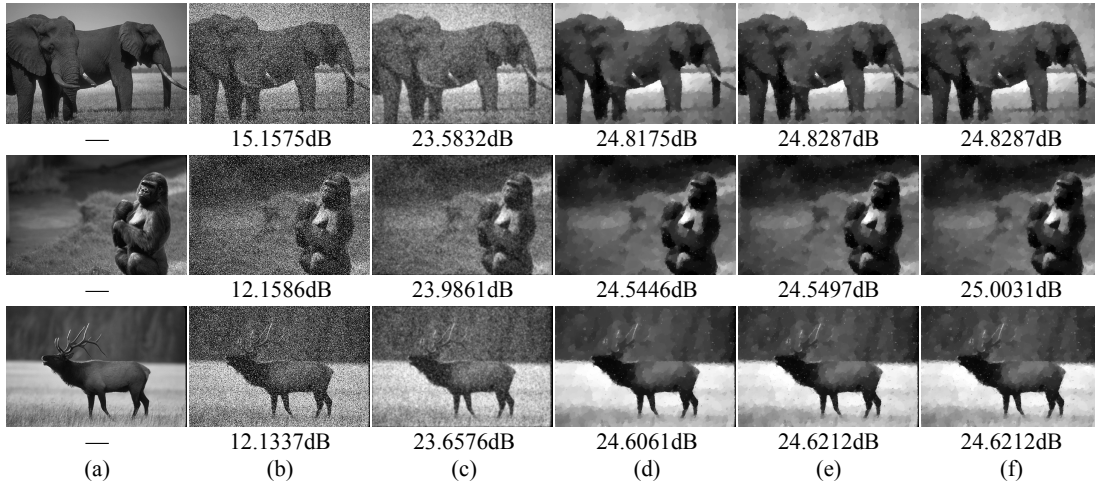 — 15.1575dB 23.5832dB 24.8175dB 24.8287dB 24.8287dB
— 12.1586dB 23.9861dB 24.5446dB 24.5497dB 25.0031dB
— 12.1337dB 23.6576dB 24.6061dB 24.6212dB 24.6212dB
(a) (b) (c) (d) (e) (f)